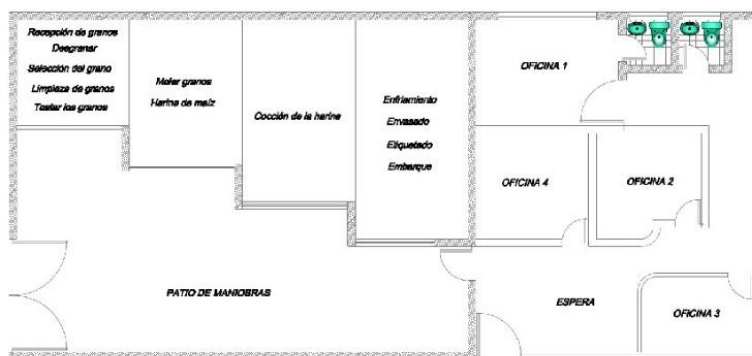 Recepción de granos
Desgranar
Selección del grano
Limpieza de granos
Tostar los granos
Moler granos
Harina de maíz
Cocción de la harina
Enfriamiento
Envasado
Etiquetado
Embarque
OFICINA 1
OFICINA 4
OFICINA 2
PATIO DE MANIOBRAS
ESPERA
OFICINA 3